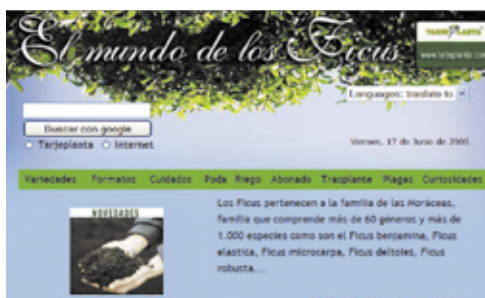 El mundo de los Ficus
TARJEPLANTA
www.tarjeplanta.com
Languages: traslate to
Buscar con google
Tarjeplanta Internet
Viernes, 17 de Junio de 2005
Variedades Formatos Cuidados Poda Riego Abonado Trasplante Plagas Curiosidades
NOVEDADES
Los Ficus pertenecen a la familia de las Moráceas,
familia que comprende más de 60 géneros y más de
1.000 especies como son el Ficus benjamina, Ficus
elastica, Ficus microcarpa, Ficus deltoies, Ficus
robusta....